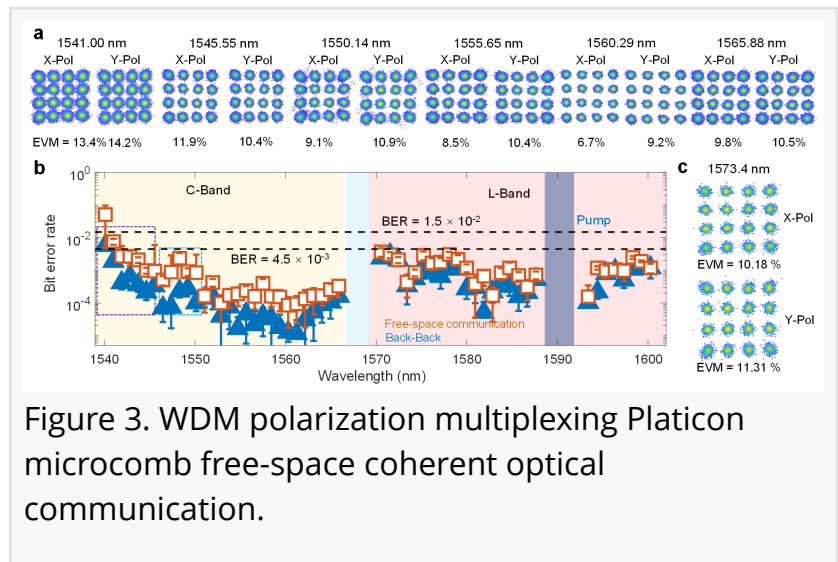 a
1541.00 nm 1545.55 nm 1550.14 nm 1555.65 nm 1560.29 nm 1565.88 nm
X-Pol Y-Pol X-Pol Y-Pol X-Pol Y-Pol X-Pol Y-Pol X-Pol Y-Pol X-Pol Y-Pol
EVM = 13.4% 14.2% 11.9% 10.4% 9.1% 10.9% 8.5% 10.4% 6.7% 9.2% 9.8% 10.5%
b
10^0
10^-2
10^-4
Bit error rate
C-Band
L-Band
Pump
BER = 1.5 × 10^-2
BER = 4.5 × 10^-3
Free-space communication
Back-Back
1540 1550 1560 1570 1580 1590 1600
Wavelength (nm)
c
1573.4 nm
X-Pol
EVM = 10.18 %
Y-Pol
EVM = 11.31 %
Figure 3. WDM polarization multiplexing Platicon
microcomb free-space coherent optical
communication.